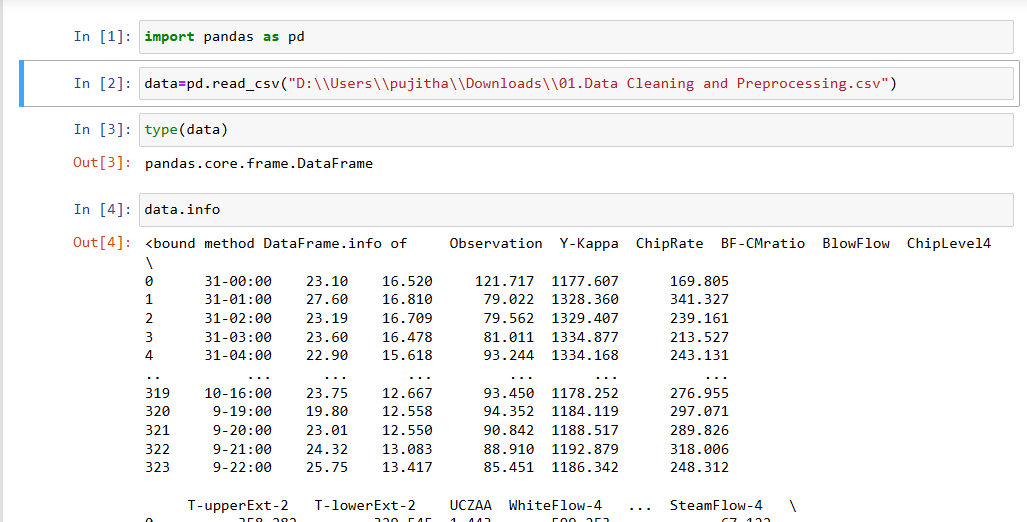 In [1]: import pandas as pd
In [2]: data=pd.read_csv("D:\\Users\\pujitha\\Downloads\\01.Data Cleaning and Preprocessing.csv")
In [3]: type(data)
Out[3]: pandas.core.frame.DataFrame
In [4]: data.info
Out[4]: <bound method DataFrame.info of     Observation  Y-Kappa  ChipRate  BF-CMratio  BlowFlow  ChipLevel4
\
0      31-00:00    23.10    16.520     121.717  1177.607      169.805
1      31-01:00    27.60    16.810      79.022  1328.360      341.327
2      31-02:00    23.19    16.709      79.562  1329.407      239.161
3      31-03:00    23.60    16.478      81.011  1334.877      213.527
4      31-04:00    22.90    15.618      93.244  1334.168      243.131
..          ...      ...       ...         ...       ...          ...
319    10-16:00    23.75    12.667      93.450  1178.252      276.955
320     9-19:00    19.80    12.558      94.352  1184.119      297.071
321     9-20:00    23.01    12.550      90.842  1188.517      289.826
322     9-21:00    24.32    13.083      88.910  1192.879      318.006
323     9-22:00    25.75    13.417      85.451  1186.342      248.312
T-upperExt-2   T-lowerExt-2    UCZAA  WhiteFlow-4   ...  SteamFlow-4   \